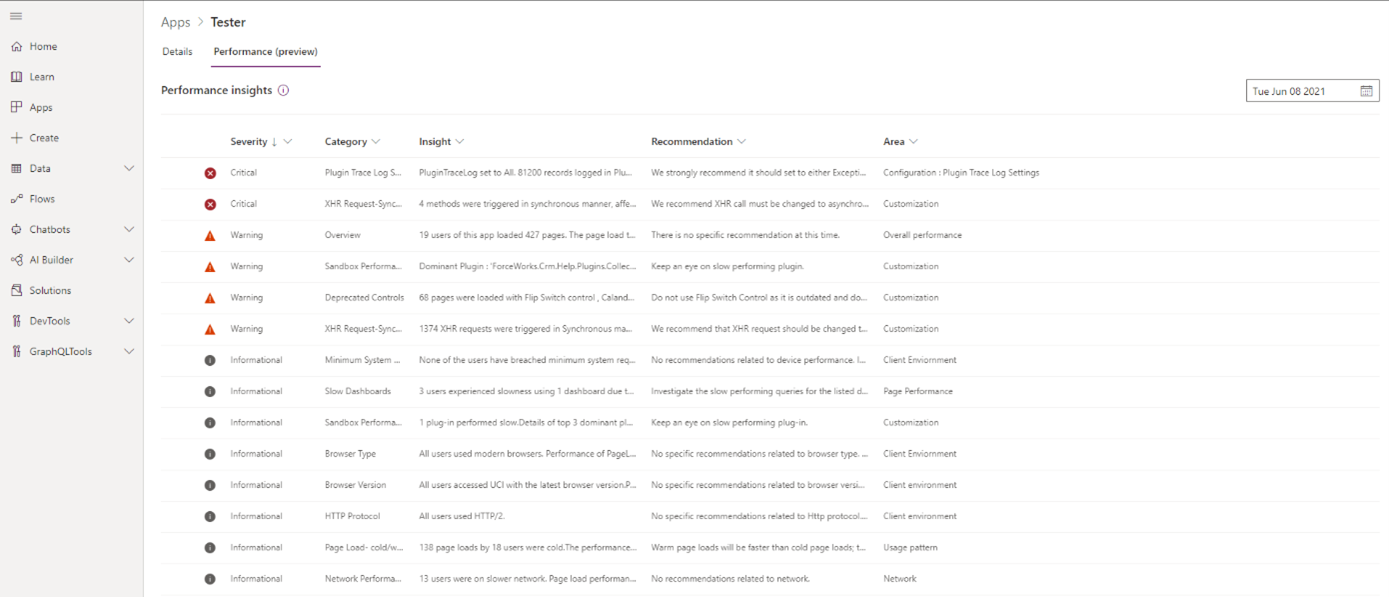 Apps > Tester
Home
Details Performance (preview)
Learn
Performance insights
Tue Jun 08 2021
Apps
Create
Data
Flows
Chatbots
AI Builder
Solutions
DevTools
GraphQLTools
Severity ↓ Category Insight Recommendation Area
Critical Plugin Trace Log S... PluginTraceLog set to All. 81200 records logged in Plu... We strongly recommend it should set to either Excepti... Configuration : Plugin Trace Log Settings
Critical XHR Request-Sync... 4 methods were triggered in synchronous manner, affe... We recommend XHR call must be changed to asynchro... Customization
Warning Overview 19 users of this app loaded 427 pages. The page load t... There is no specific recommendation at this time. Overall performance
Warning Sandbox Performa... Dominant Plugin : 'ForceWorks.Crm.Help.Plugins.Collec... Keep an eye on slow performing plugin. Customization
Warning Deprecated Controls 68 pages were loaded with Flip Switch control , Caland... Do not use Flip Switch Control as it is outdated and do... Customization
Warning XHR Request-Sync... 1374 XHR requests were triggered in Synchronous ma... We recommend that XHR request should be changed t... Customization
Informational Minimum System ... None of the users have breached minimum system req... No recommendations related to device performance. I... Client Enviornment
Informational Slow Dashboards 3 users experienced slowness using 1 dashboard due t... Investigate the slow performing queries for the listed d... Page Performance
Informational Sandbox Performa... 1 plug-in performed slow.Details of top 3 dominant pl... Keep an eye on slow performing plug-in. Customization
Informational Browser Type All users used modern browsers. Performance of PageL... No specific recommendations related to browser type. ... Client Enviornment
Informational Browser Version All users accessed UCI with the latest browser version.P... No specific recommendations related to browser versi... Client environment
Informational HTTP Protocol All users used HTTP/2. No specific recommendations related to Http protocol.... Client environment
Informational Page Load- cold/w... 138 page loads by 18 users were cold.The performance... Warm page loads will be faster than cold page loads; t... Usage pattern
Informational Network Performa... 13 users were on slower network. Page load performan... No recommendations related to network. Network